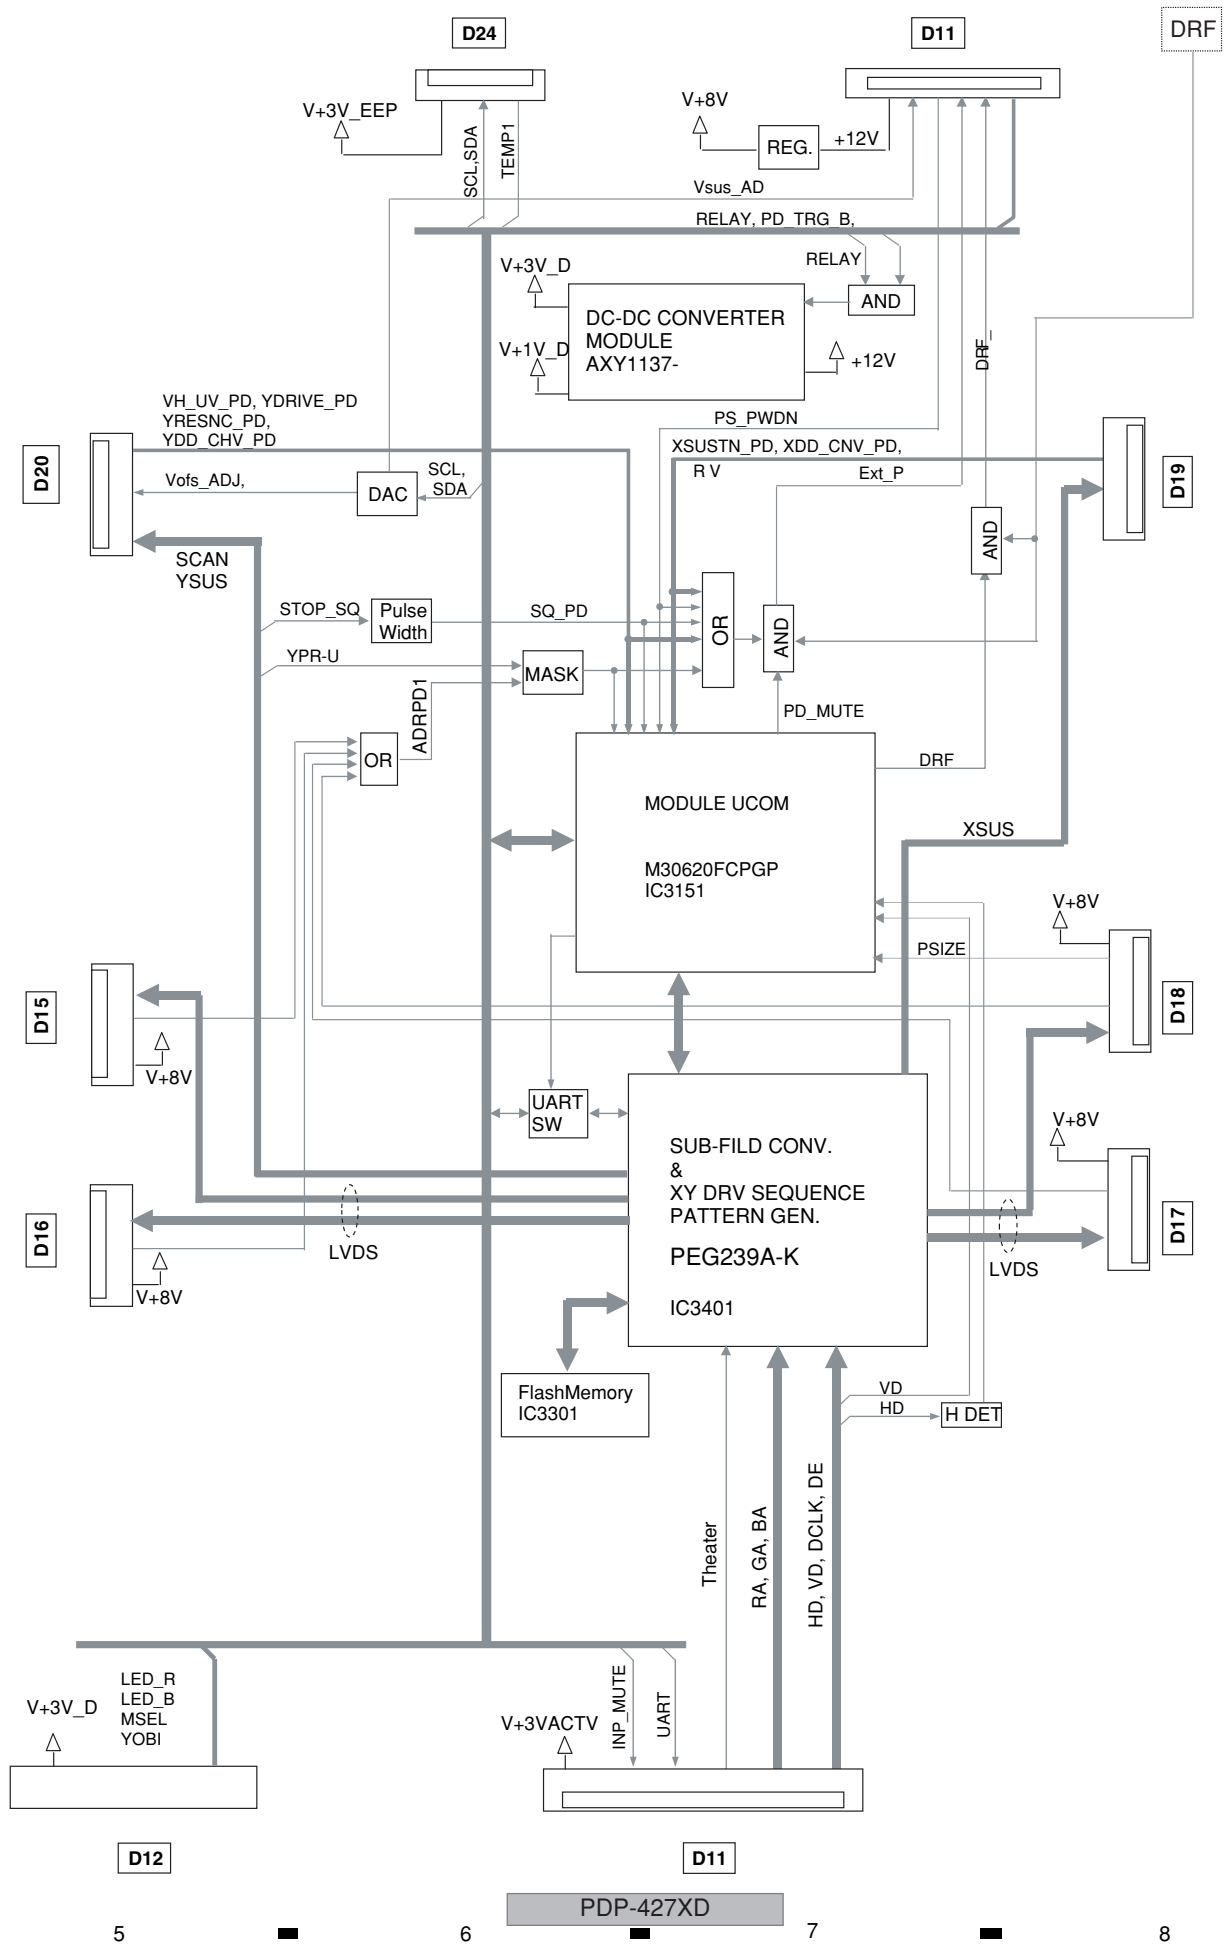 D24
D11
DRF
V+3V_EEP
SCL,SDA
TEMP1
V+8V
REG.
+12V
Vsus_AD
RELAY, PD_TRG_B,
RELAY
AND
V+3V_D
DC-DC CONVERTER
MODULE
AXY1137-
V+1V_D
+12V
DRF_
VH_UV_PD, YDRIVE_PD
YRESNC_PD,
YDD_CHV_PD
PS_PWDN
XSUSTN_PD, XDD_CNV_PD,
R V
Ext_P
D20
D19
Vofs_ADJ,
DAC
SCL,
SDA
AND
SCAN
YSUS
STOP_SQ
Pulse
Width
SQ_PD
OR
AND
YPR-U
MASK
ADRPD1
PD_MUTE
OR
DRF
MODULE UCOM
M30620FCPGP
IC3151
XSUS
V+8V
PSIZE
D15
D18
V+8V
UART
SW
V+8V
SUB-FILD CONV.
&
XY DRV SEQUENCE
PATTERN GEN.
PEG239A-K
IC3401
D16
D17
LVDS
LVDS
V+8V
FlashMemory
IC3301
VD
HD
H DET
Theater
RA, GA, BA
HD, VD, DCLK, DE
LED_R
LED_B
MSEL
YOBI
V+3V_D
INP_MUTE
UART
V+3VACTV
D12
D11
PDP-427XD
5
6
7
8